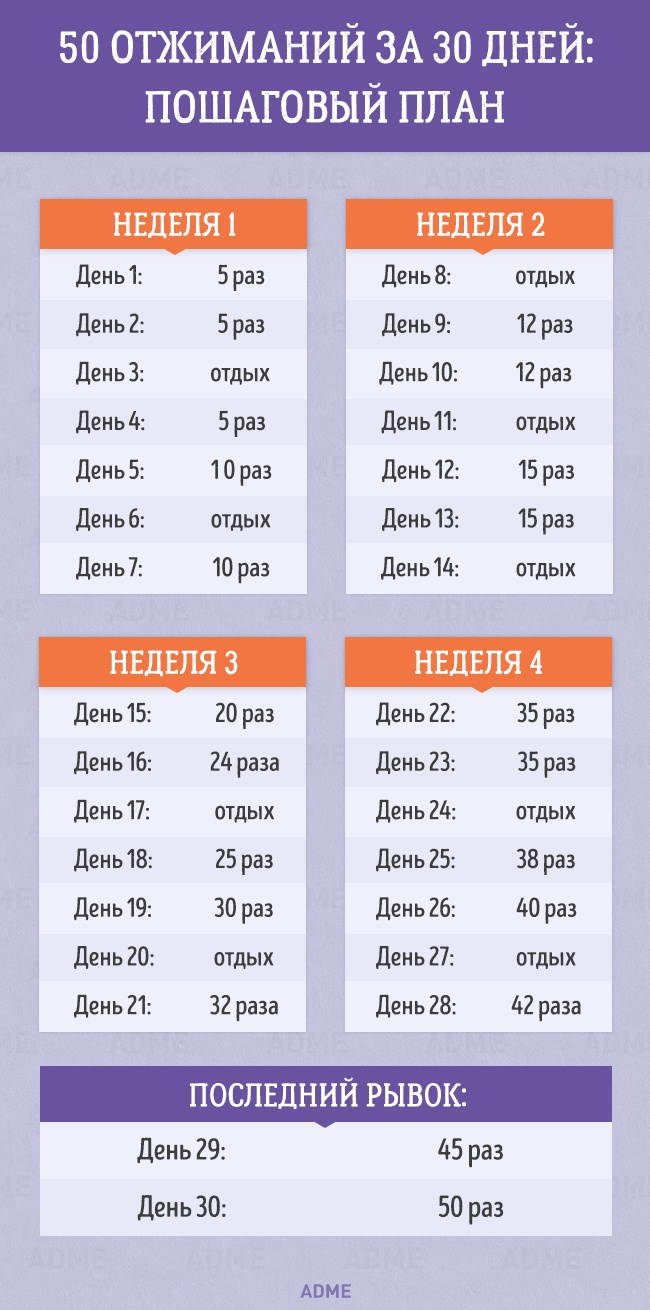 50 ОТЖИМАНИЙ ЗА 30 ДНЕЙ:
ПОШАГОВЫЙ ПЛАН
НЕДЕЛЯ 1
День 1: 5 раз
День 2: 5 раз
День 3: отдых
День 4: 5 раз
День 5: 10 раз
День 6: отдых
День 7: 10 раз
НЕДЕЛЯ 2
День 8: отдых
День 9: 12 раз
День 10: 12 раз
День 11: отдых
День 12: 15 раз
День 13: 15 раз
День 14: отдых
НЕДЕЛЯ 3
День 15: 20 раз
День 16: 24 раза
День 17: отдых
День 18: 25 раз
День 19: 30 раз
День 20: отдых
День 21: 32 раза
НЕДЕЛЯ 4
День 22: 35 раз
День 23: 35 раз
День 24: отдых
День 25: 38 раз
День 26: 40 раз
День 27: отдых
День 28: 42 раза
ПОСЛЕДНИЙ РЫВОК:
День 29: 45 раз
День 30: 50 раз
ADME